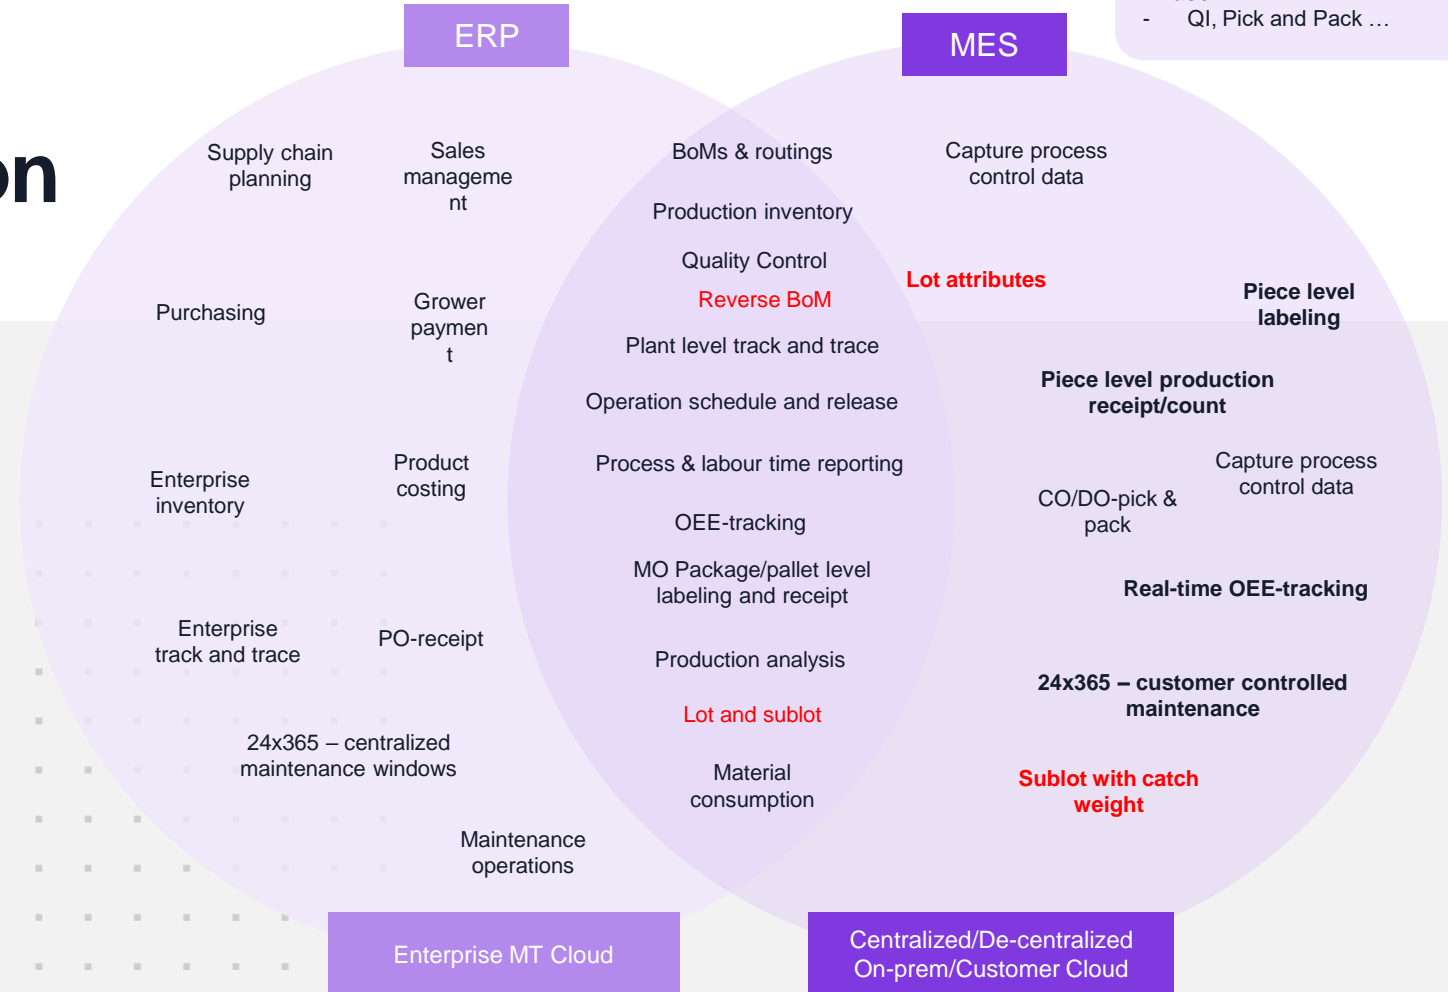 - QI, Pick and Pack …
ERP
MES
on
Supply chain
planning
Sales
manageme
nt
BoMs & routings
Capture process
control data
Production inventory
Quality Control
Lot attributes
Reverse BoM
Piece level
labeling
Purchasing
Grower
paymen
t
Plant level track and trace
Piece level production
receipt/count
Operation schedule and release
Enterprise
inventory
Product
costing
Process & labour time reporting
Capture process
control data
CO/DO-pick &
pack
OEE-tracking
MO Package/pallet level
labeling and receipt
Real-time OEE-tracking
Enterprise
track and trace
PO-receipt
Production analysis
24x365 – customer controlled
maintenance
Lot and sublot
24x365 – centralized
maintenance windows
Material
consumption
Sublot with catch
weight
Maintenance
operations
Enterprise MT Cloud
Centralized/De-centralized
On-prem/Customer Cloud